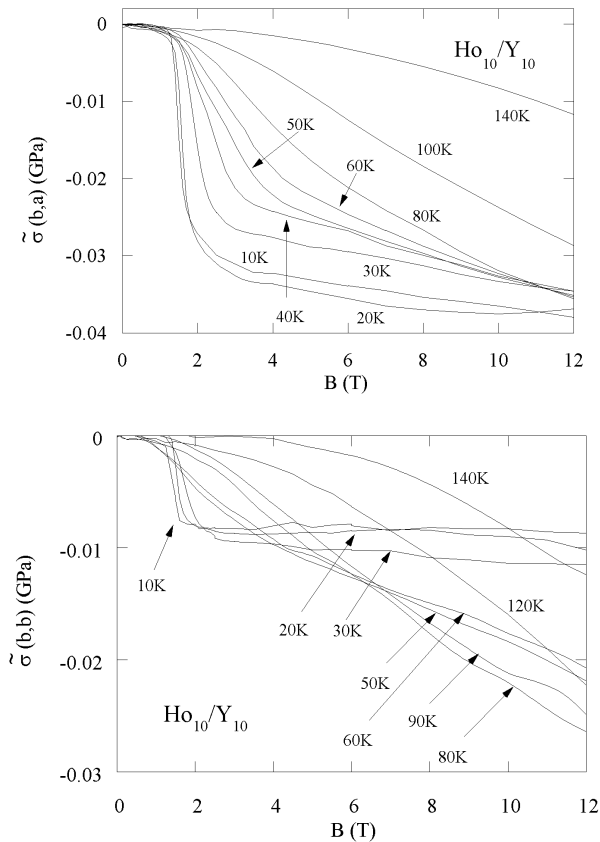 0
-0.01
-0.02
-0.03
-0.04
σ̃ (b,a) (GPa)
Ho10/Y10
140K
100K
50K
60K
80K
10K
30K
40K
20K
0 2 4 6 8 10 12
B (T)
0
-0.01
-0.02
-0.03
σ̃ (b,b) (GPa)
140K
10K
20K
30K
120K
50K
90K
60K
80K
Ho10/Y10
0 2 4 6 8 10 12
B (T)